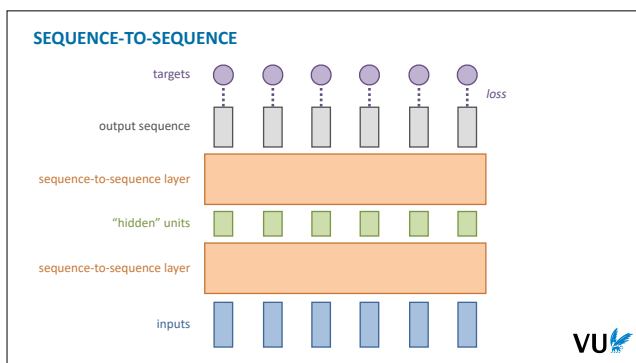 SEQUENCE-TO-SEQUENCE
targets
loss
output sequence
sequence-to-sequence layer
“hidden” units
sequence-to-sequence layer
inputs
VU